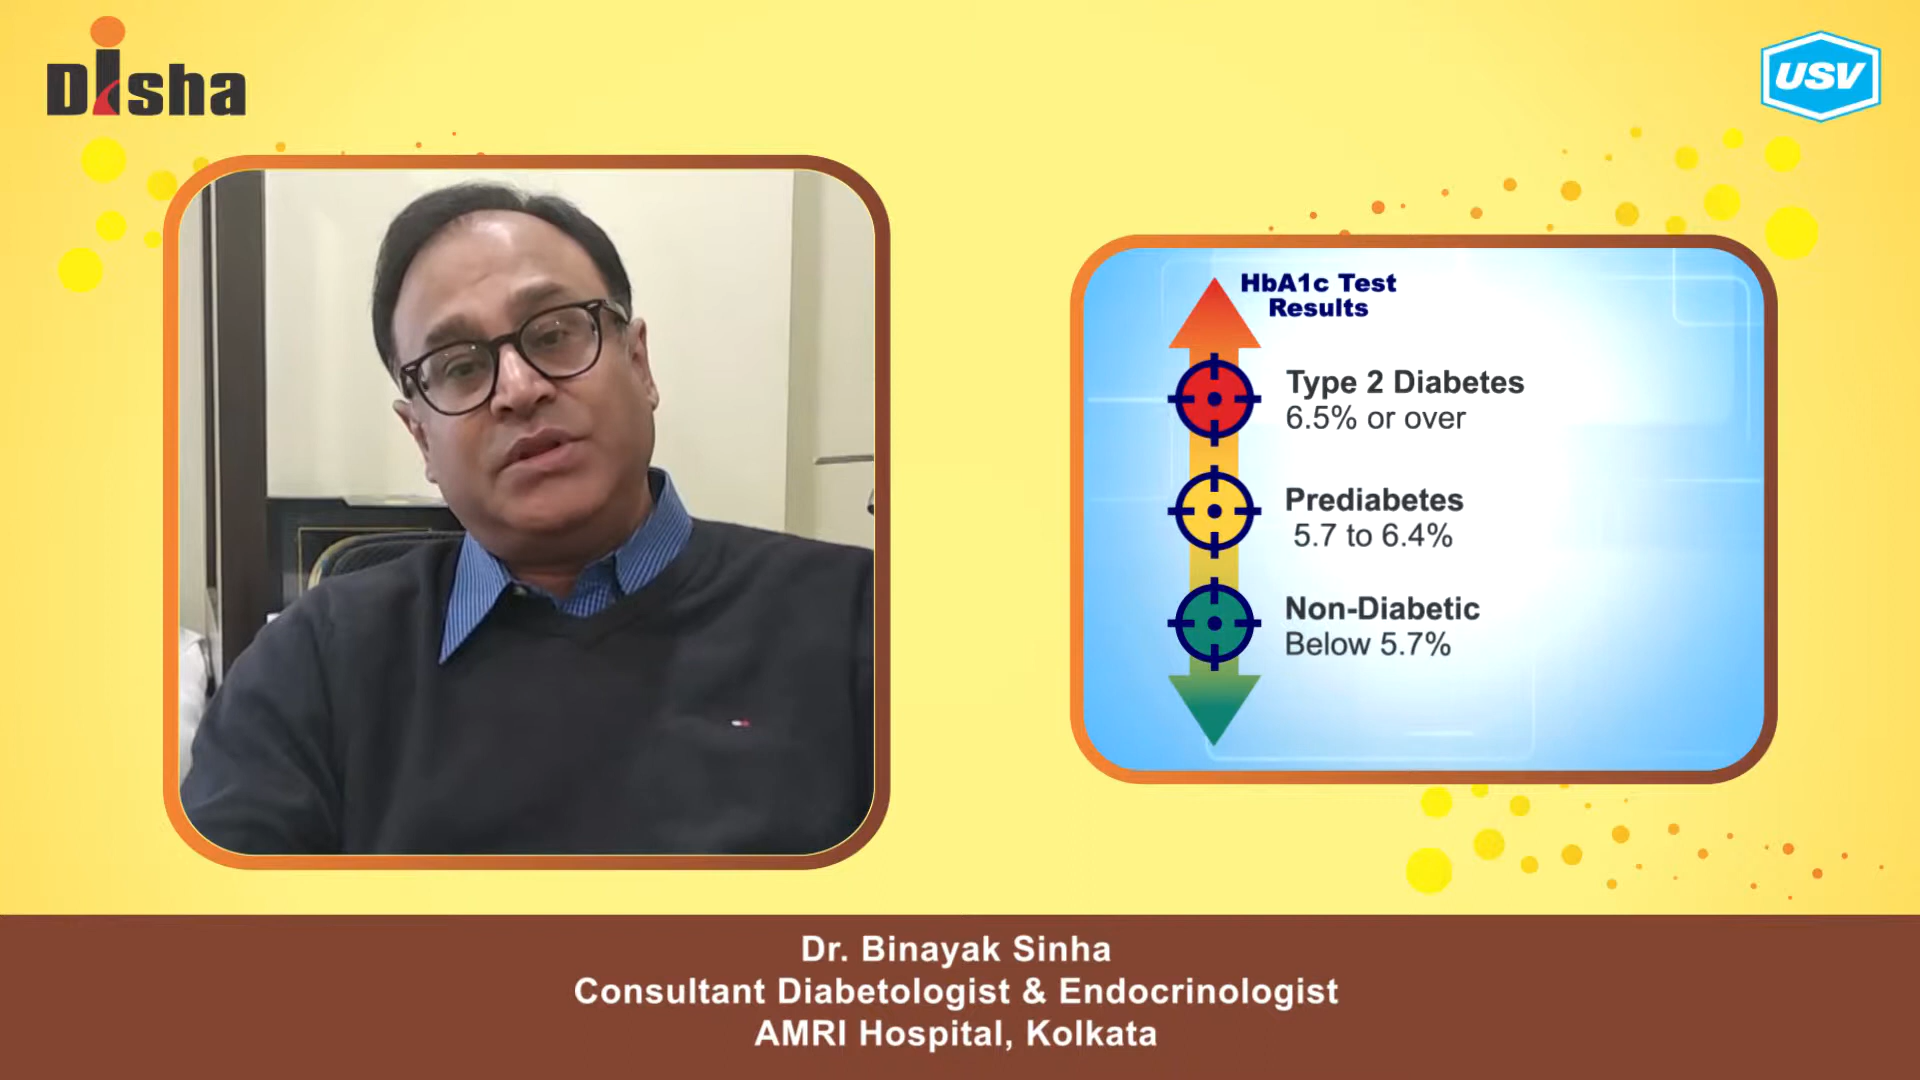 Disha
USV
HbA1c Test
Results
Type 2 Diabetes
6.5% or over
Prediabetes
5.7 to 6.4%
Non-Diabetic
Below 5.7%
Dr. Binayak Sinha
Consultant Diabetologist & Endocrinologist
AMRI Hospital, Kolkata